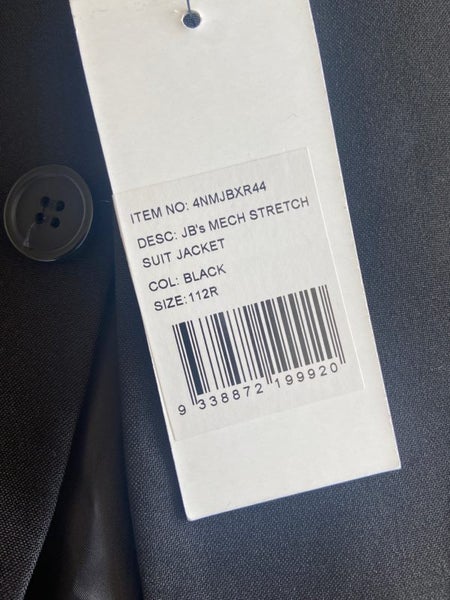 ITEM NO: 4NMJBXR44
DESC: JB's MECH STRETCH
SUIT JACKET
COL: BLACK
SIZE: 112R
9 338872 199920